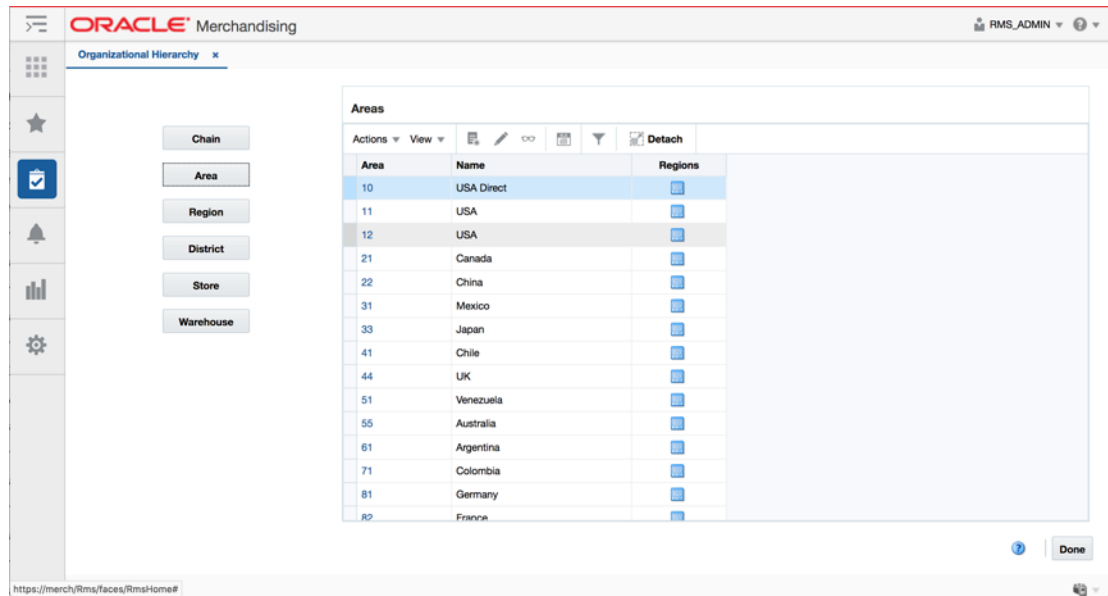 ORACLE® Merchandising
RMS_ADMIN
Organizational Hierarchy ×
Chain
Area
Region
District
Store
Warehouse
Areas
Actions View Detach
Area Name Regions
10 USA Direct
11 USA
12 USA
21 Canada
22 China
31 Mexico
33 Japan
41 Chile
44 UK
51 Venezuela
55 Australia
61 Argentina
71 Colombia
81 Germany
82 France
Done
https://merch/Rms/faces/RmsHome#